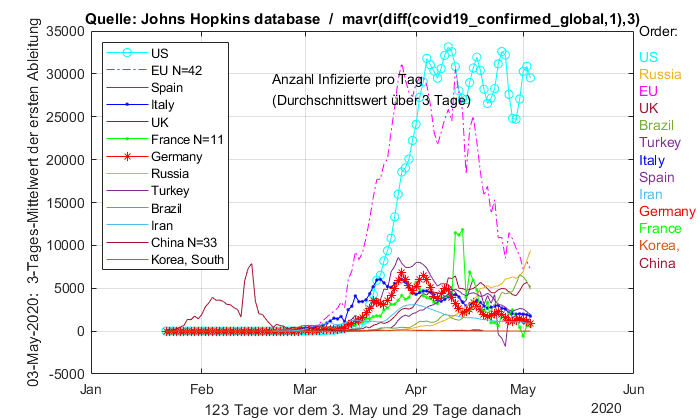 Quelle: Johns Hopkins database / mavr(diff(covid19_confirmed_global,1),3)
Order:
35000
30000
25000
20000
15000
10000
5000
0
-5000
03-May-2020: 3-Tages-Mittelwert der ersten Ableitung
US
EU N=42
Spain
Italy
UK
France N=11
Germany
Russia
Turkey
Brazil
Iran
China N=33
Korea, South
Anzahl Infizierte pro Tag
(Durchschnittswert über 3 Tage)
US
Russia
EU
UK
Brazil
Turkey
Italy
Spain
Iran
Germany
France
Korea,
China
Jan Feb Mar Apr May Jun
123 Tage vor dem 3. May und 29 Tage danach
2020